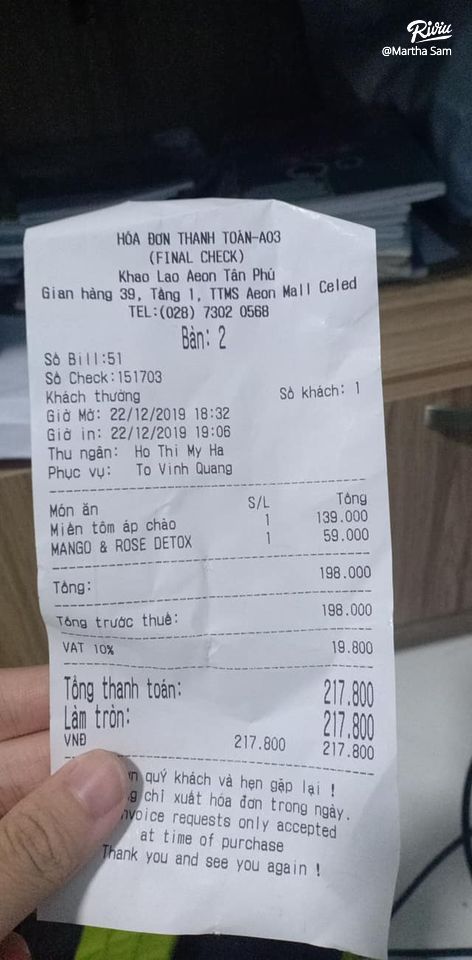 Riviu
@Martha Sam
HÓA ĐƠN THANH TOÁN-A03
(FINAL CHECK)
Khao Lao Aeon Tân Phú
Gian hàng 39, Tầng 1, TTMS Aeon Mall Celed
TEL:(028) 7302 0568
Bàn: 2
Số Bill:51
Số Check:151703
Khách thường Số khách: 1
Giờ Mở: 22/12/2019 18:32
Giờ in: 22/12/2019 19:06
Thu ngân: Ho Thi My Ha
Phục vụ: To Vinh Quang
Món ăn S/L Tổng
Miến tôm áp chảo 1 139.000
MANGO & ROSE DETOX 1 59.000
Tổng: 198.000
Tổng trước thuế: 198.000
VAT 10% 19.800
Tổng thanh toán: 217.800
Làm tròn: 217.800
VNĐ 217.800 217.800
quý khách và hẹn gặp lại !
chỉ xuất hóa đơn trong ngày.
nvoice requests only accepted
at time of purchase
Thank you and see you again !